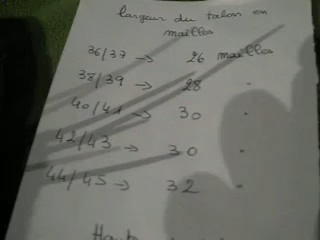 Largeur du talon en
mailles
36/37 → 26 mailles
38/39 → 28 "
40/41 → 30 "
42/43 → 30 "
44/45 → 32 "